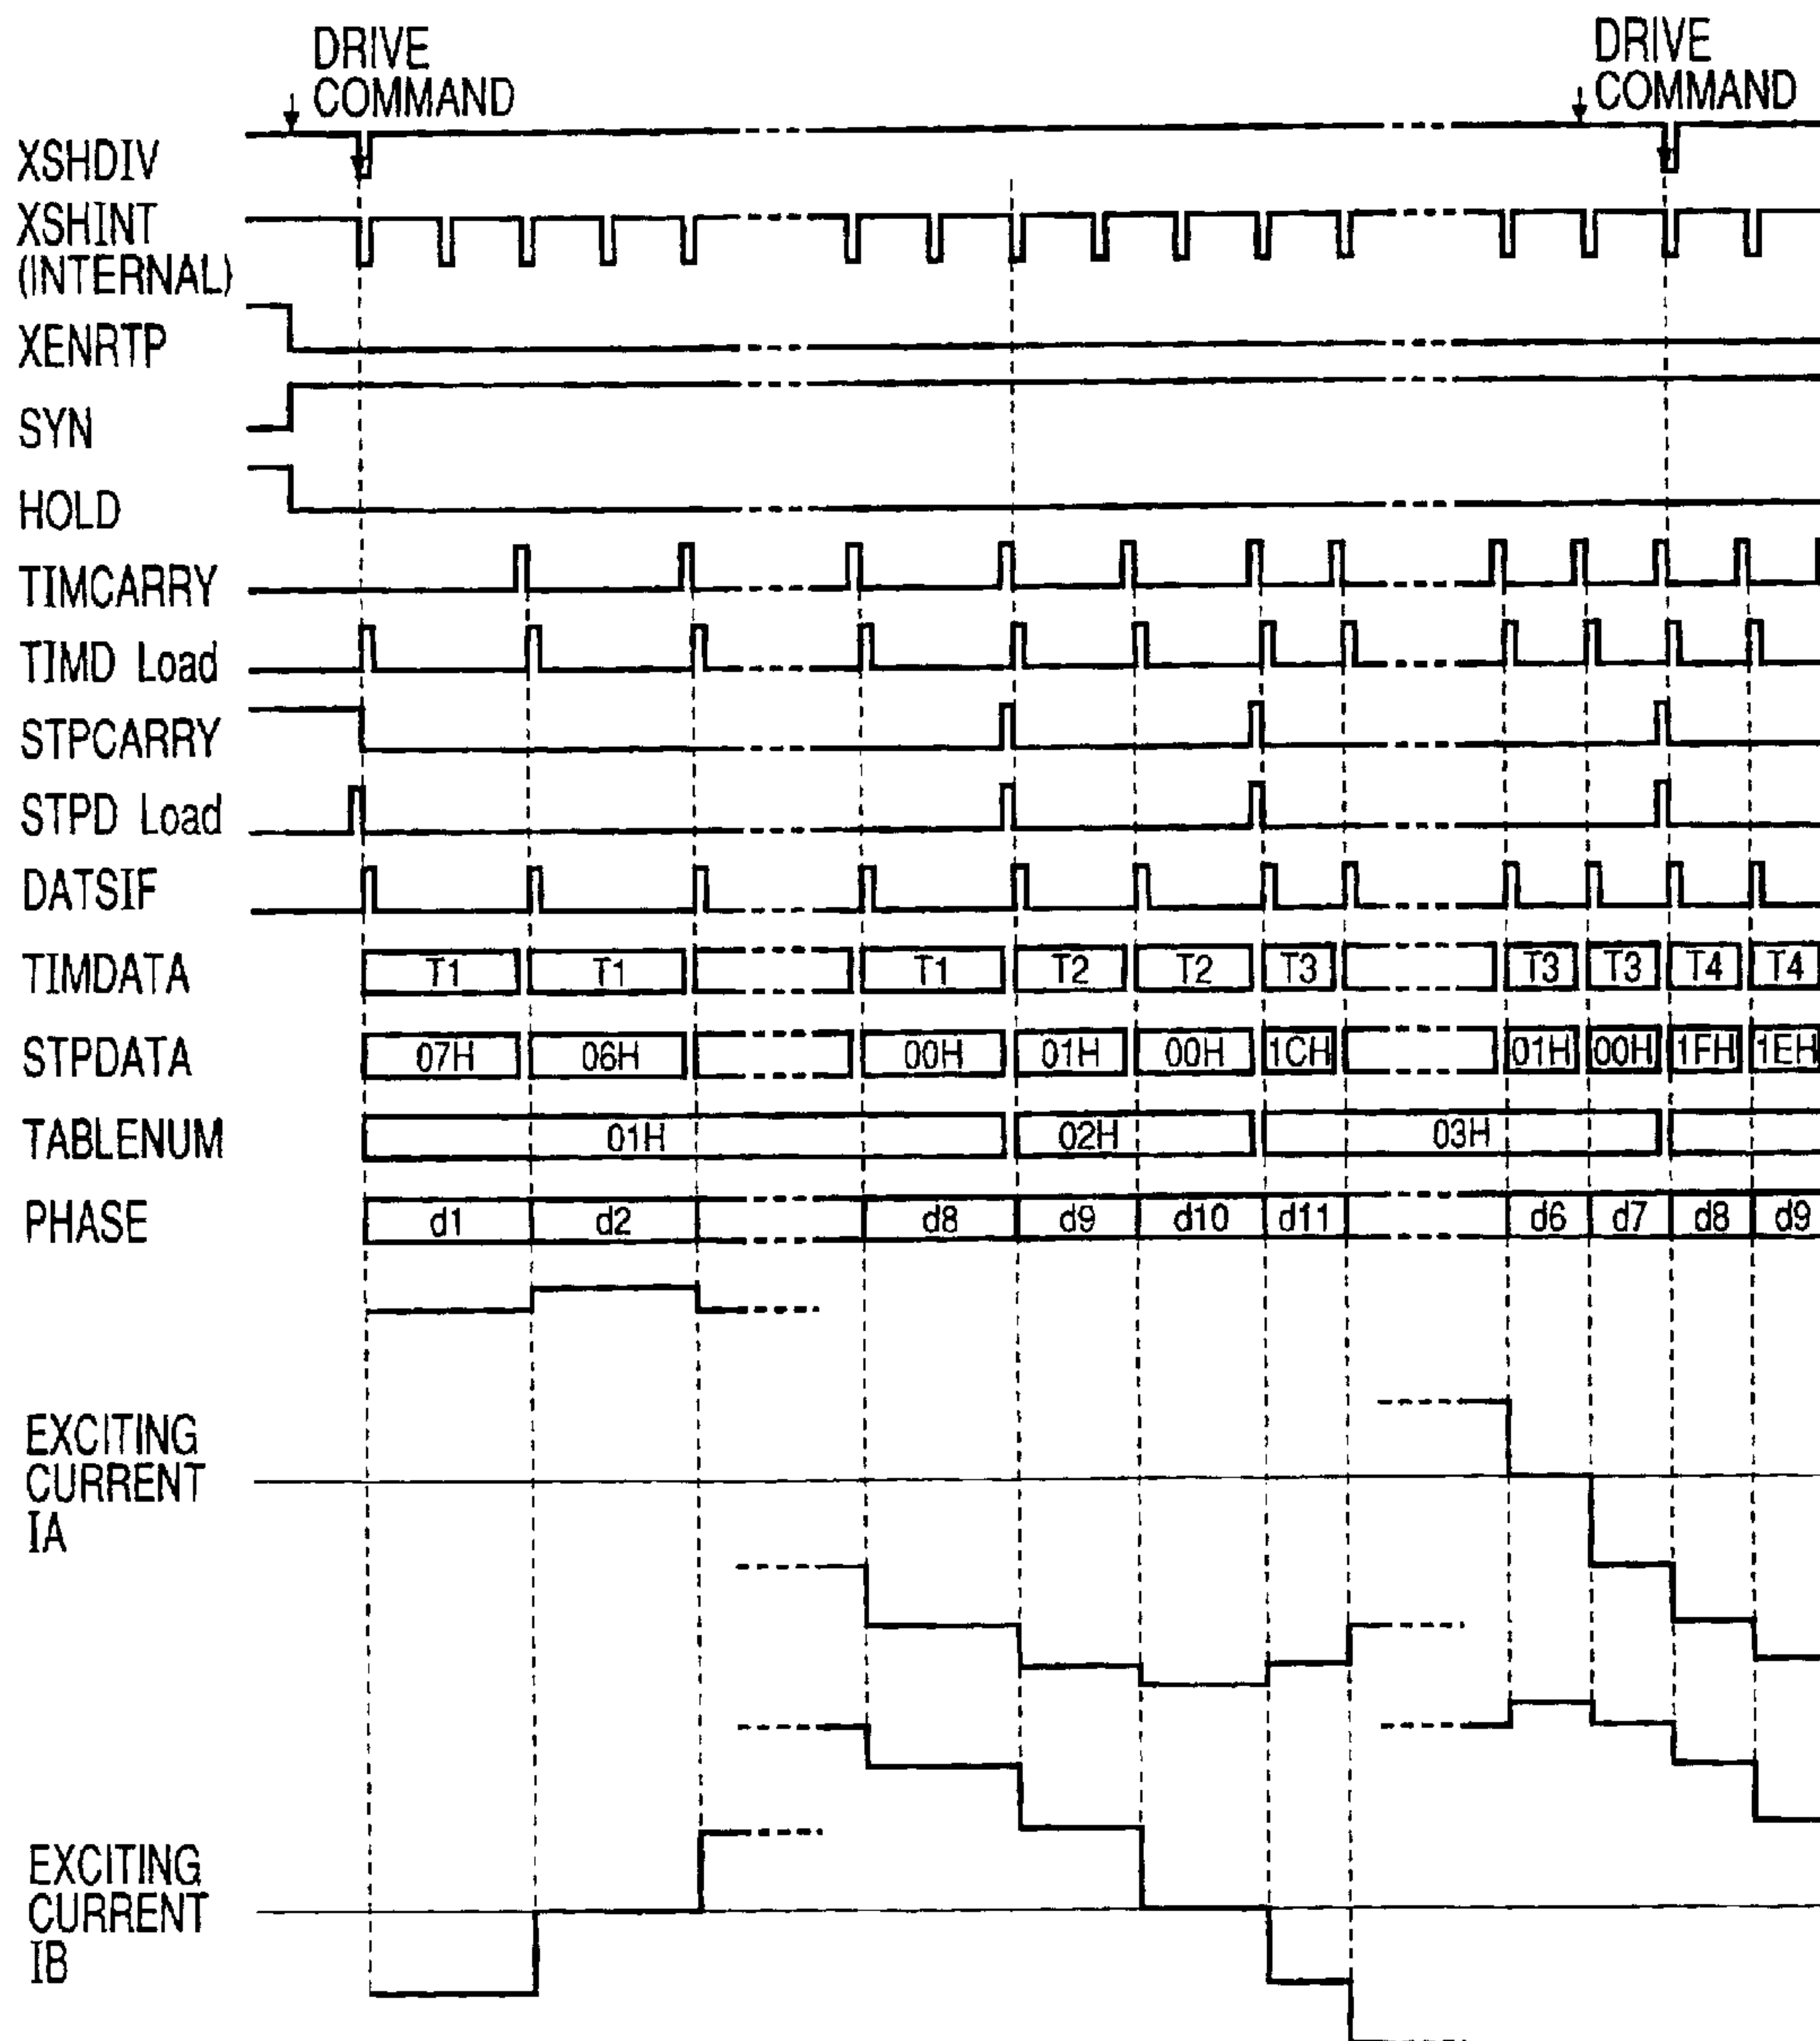 DRIVE
COMMAND
DRIVE
COMMAND
XSHDIV
XSHINT
(INTERNAL)
XENRTP
SYN
HOLD
TIMCARRY
TIMD Load
STPCARRY
STPD Load
DATSIF
TIMDATA T1 T1 T1 T2 T2 T3 T3 T3 T4 T4
STPDATA 07H 06H 00H 01H 00H 1CH 01H 00H 1FH 1EH
TABLENUM 01H 02H 03H
PHASE d1 d2 d8 d9 d10 d11 d6 d7 d8 d9
EXCITING
CURRENT
IA
EXCITING
CURRENT
IB